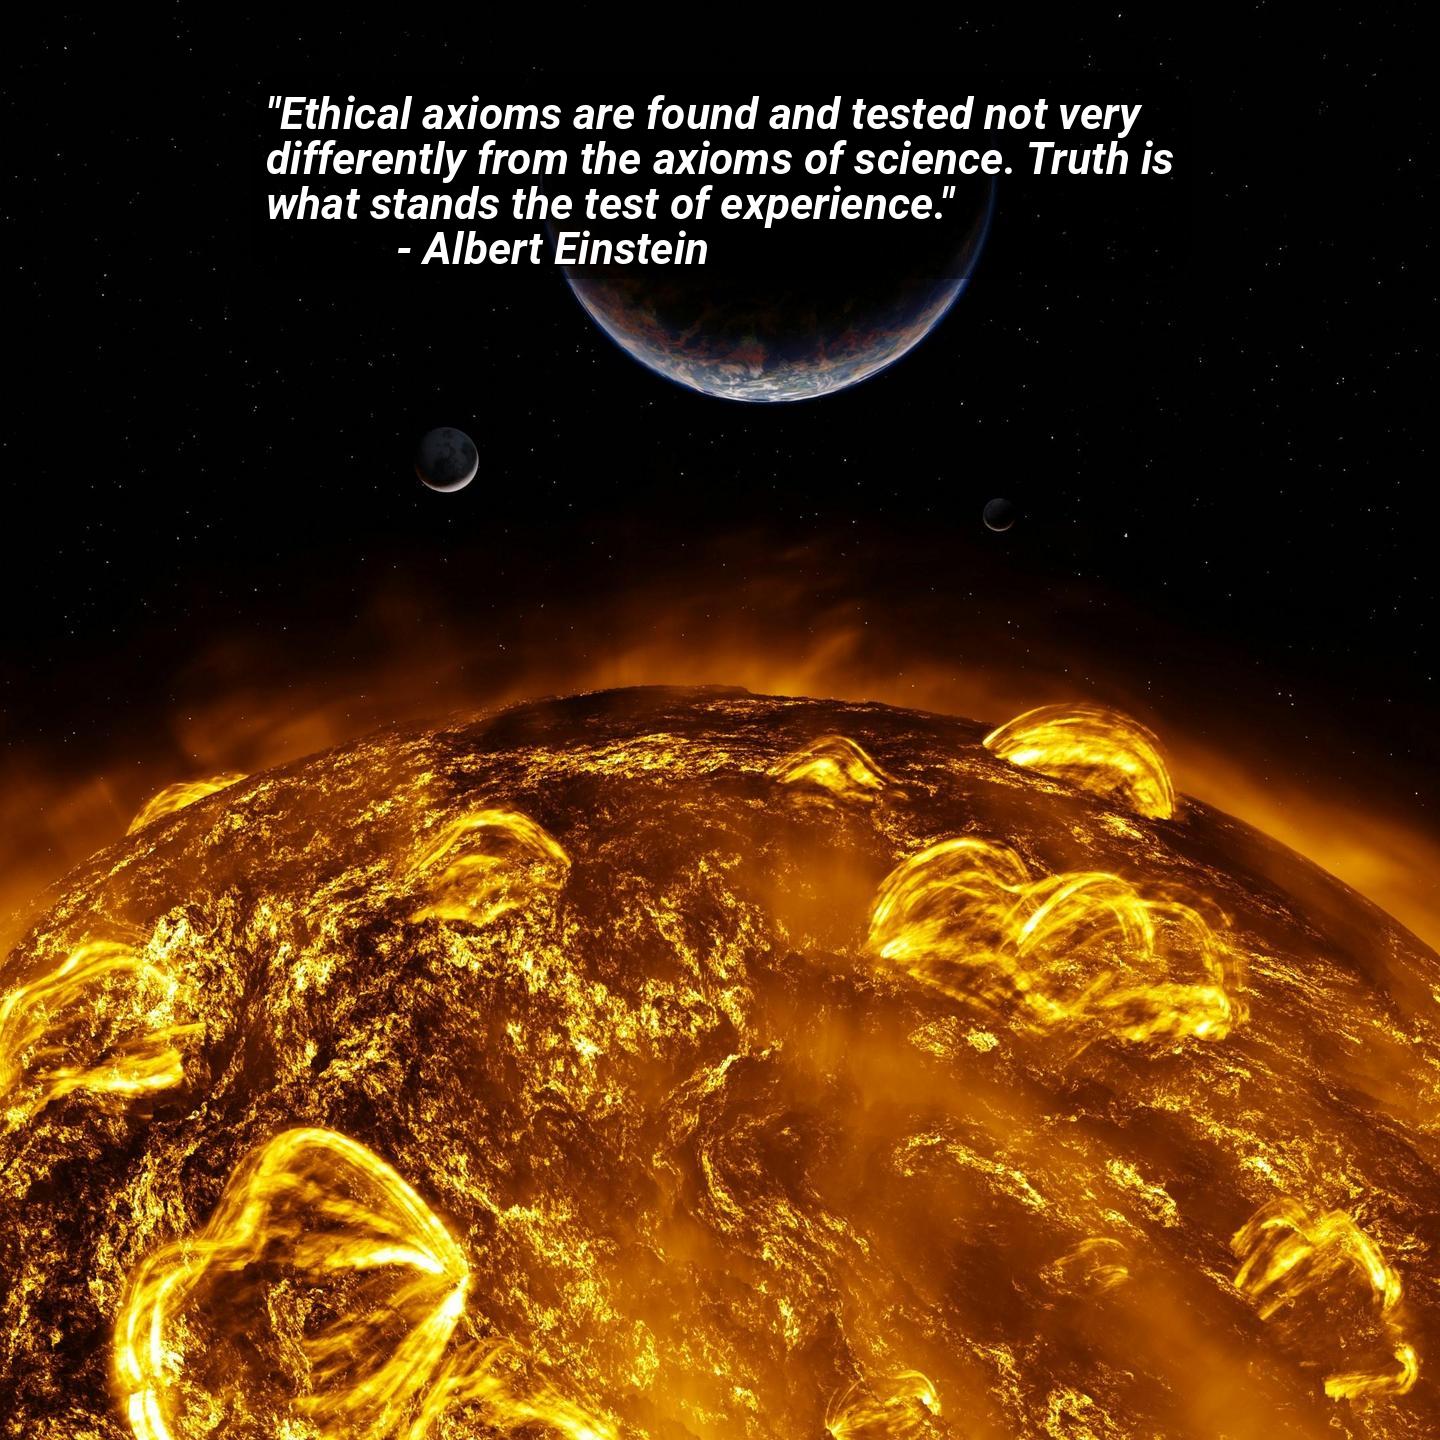 "Ethical axioms are found and tested not very
differently from the axioms of science. Truth is
what stands the test of experience."
- Albert Einstein